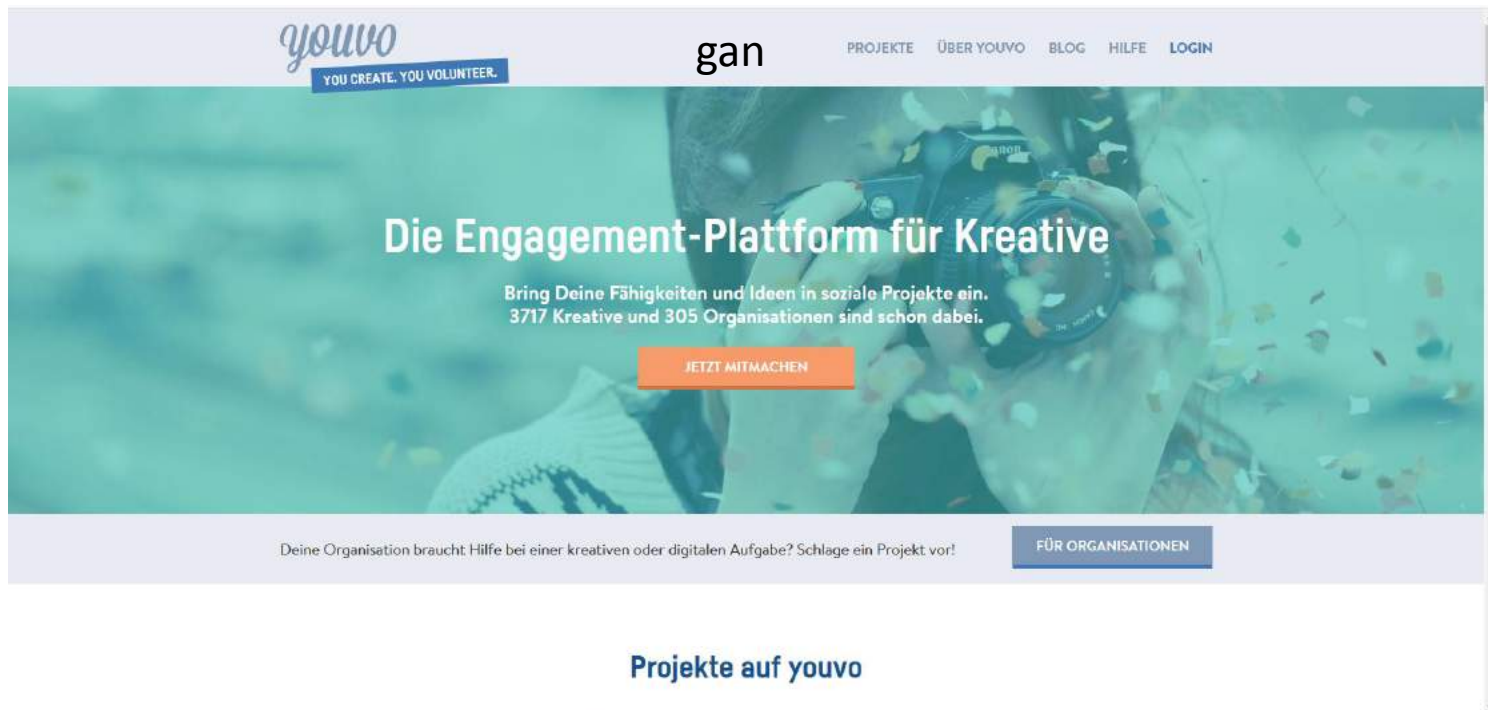 youvo
YOU CREATE. YOU VOLUNTEER.
gan
PROJEKTE ÜBER YOUVO BLOG HILFE LOGIN
Die Engagement-Plattform für Kreative
Bring Deine Fähigkeiten und Ideen in soziale Projekte ein.
3717 Kreative und 305 Organisationen sind schon dabei.
JETZT MITMACHEN
Deine Organisation braucht Hilfe bei einer kreativen oder digitalen Aufgabe? Schlage ein Projekt vor!
FÜR ORGANISATIONEN
Projekte auf youvo